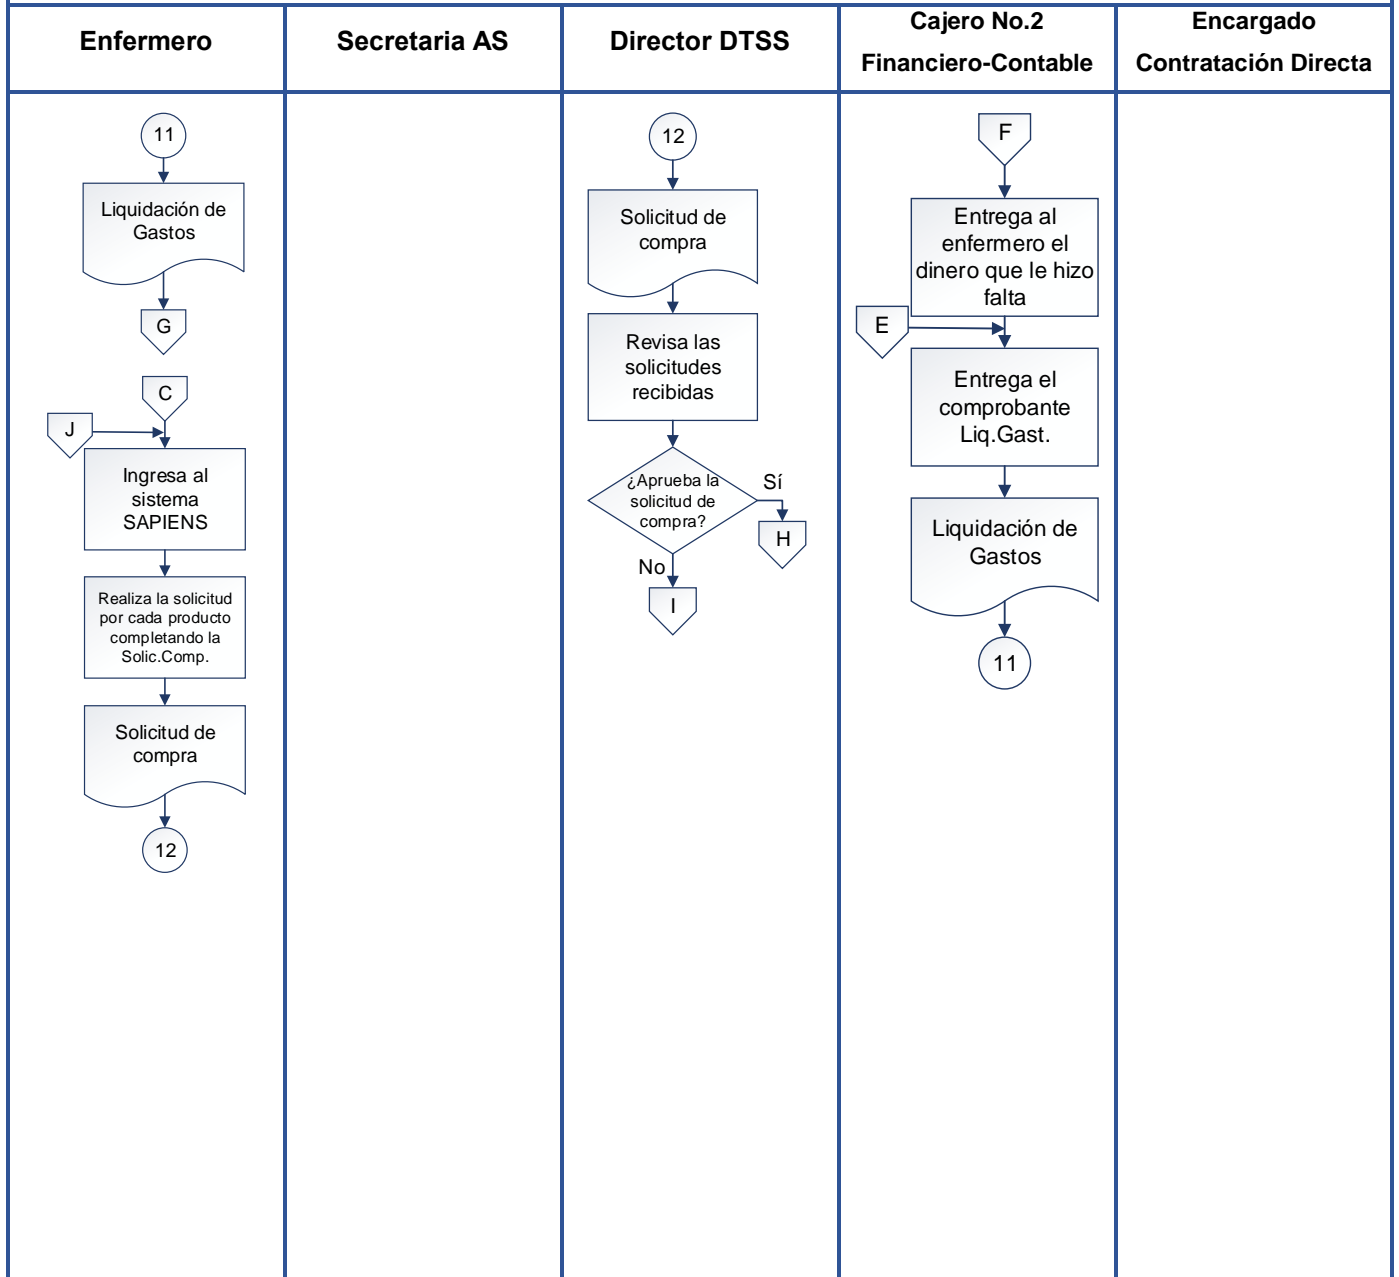 Enfermero
Secretaria AS
Director DTSS
Cajero No.2
Financiero-Contable
Encargado
Contratación Directa
11
Liquidación de
Gastos
G
C
J
Ingresa al
sistema
SAPIENS
Realiza la solicitud
por cada producto
completando la
Solic.Comp.
Solicitud de
compra
12
12
Solicitud de
compra
Revisa las
solicitudes
recibidas
¿Aprueba la
solicitud de
compra?
Sí
H
No
I
F
Entrega al
enfermero el
dinero que le hizo
falta
E
Entrega el
comprobante
Liq.Gast.
Liquidación de
Gastos
11